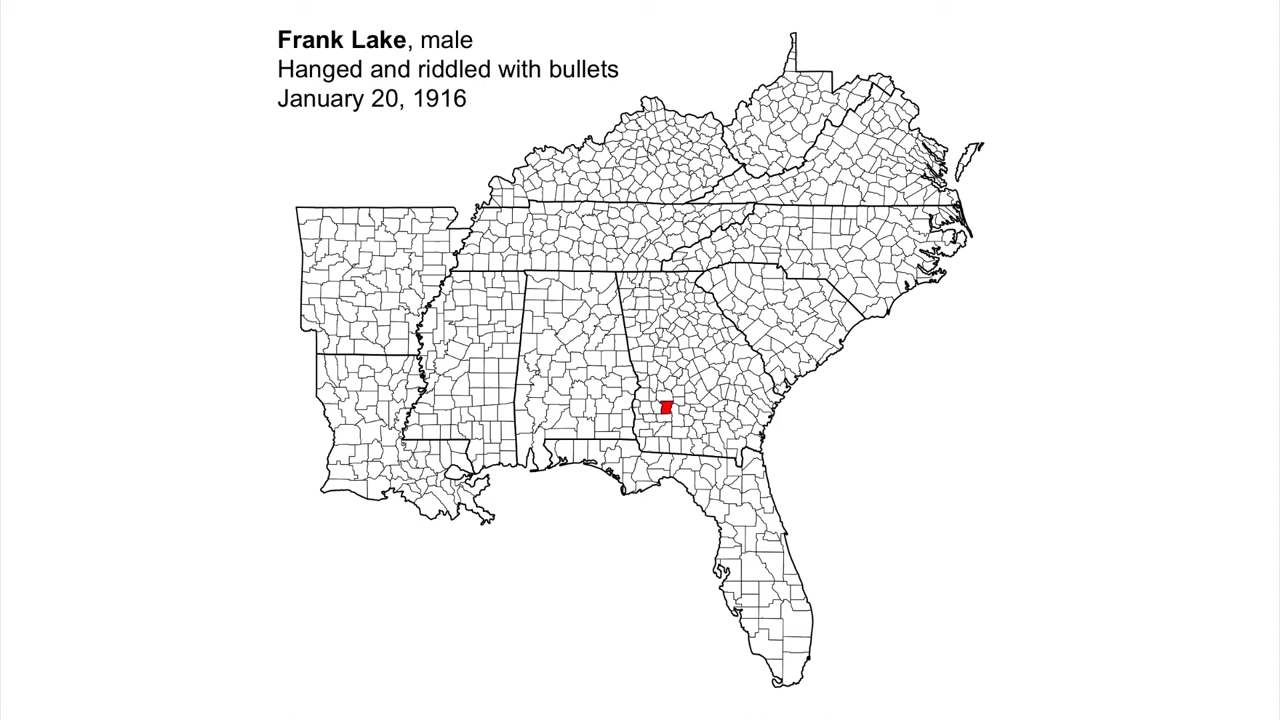 Frank Lake, male
Hanged and riddled with bullets
January 20, 1916